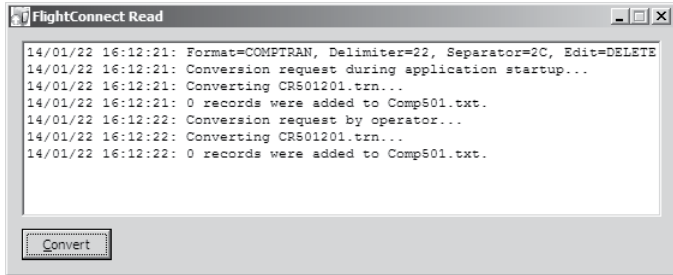 FlightConnect Read
14/01/22 16:12:21: Format=COMPTRAN, Delimiter=22, Separator=2C, Edit=DELETE
14/01/22 16:12:21: Conversion request during application startup...
14/01/22 16:12:21: Converting CR501201.trn...
14/01/22 16:12:21: 0 records were added to Comp501.txt.
14/01/22 16:12:22: Conversion request by operator...
14/01/22 16:12:22: Converting CR501201.trn...
14/01/22 16:12:22: 0 records were added to Comp501.txt.
Convert